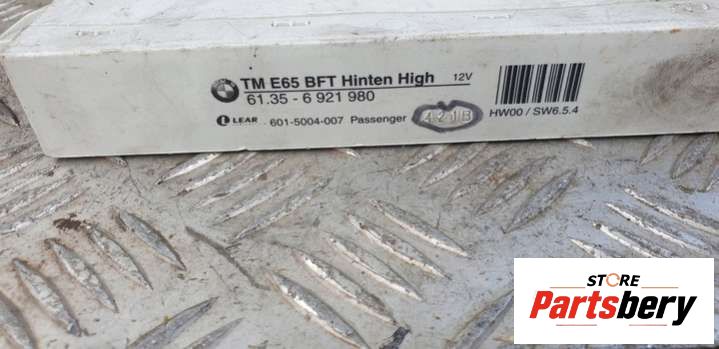 TM E65 BFT Hinten High 12V
61.35 - 6 921 980
LEAR 601-5004-007 Passenger 421B HW00 / SW6.5.4
STORE
Partsbery